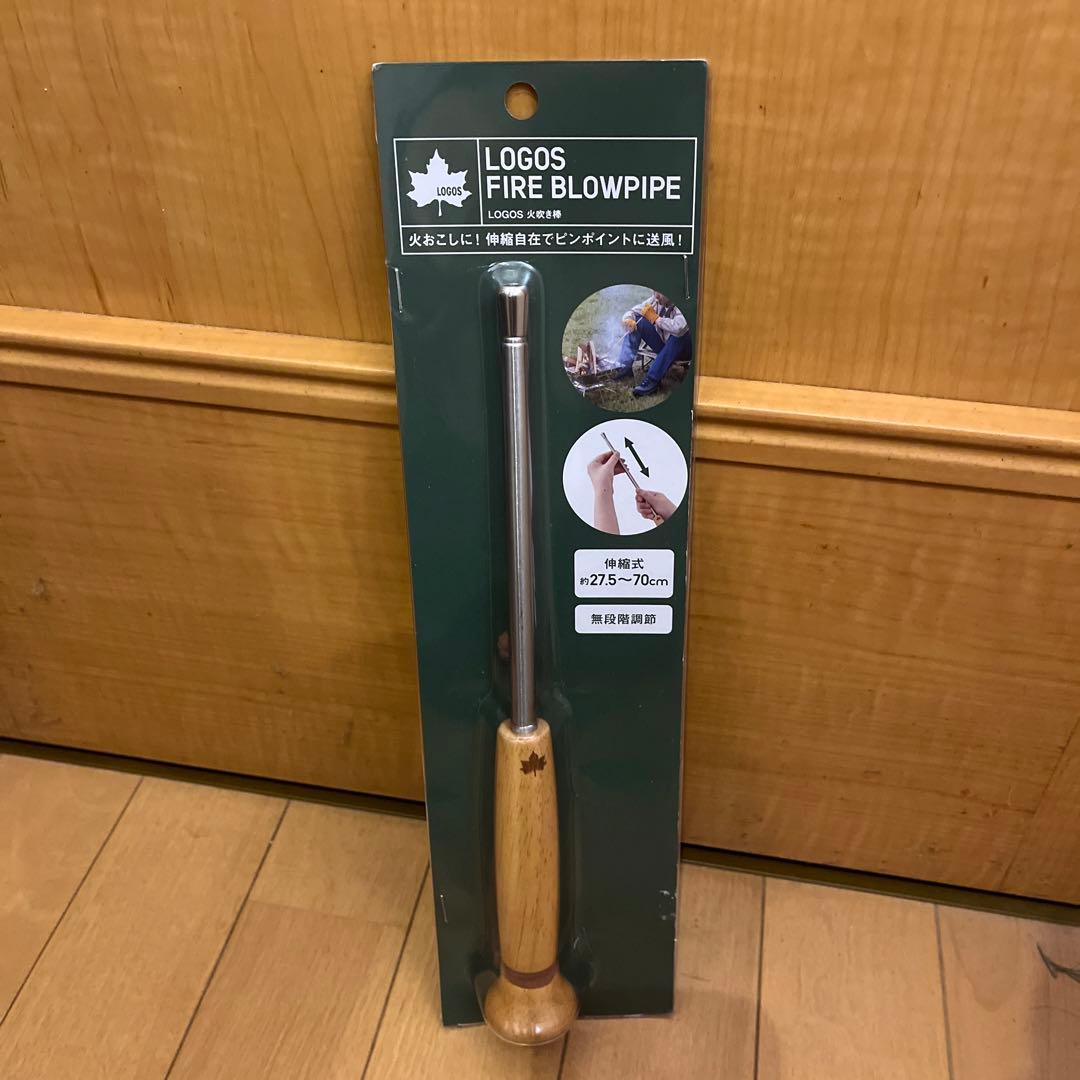 LOGOS
LOGOS
FIRE BLOWPIPE
LOGOS 火吹き棒
火おこしに!伸縮自在でピンポイントに送風!
伸縮式
約27.5〜70cm
無段階調節